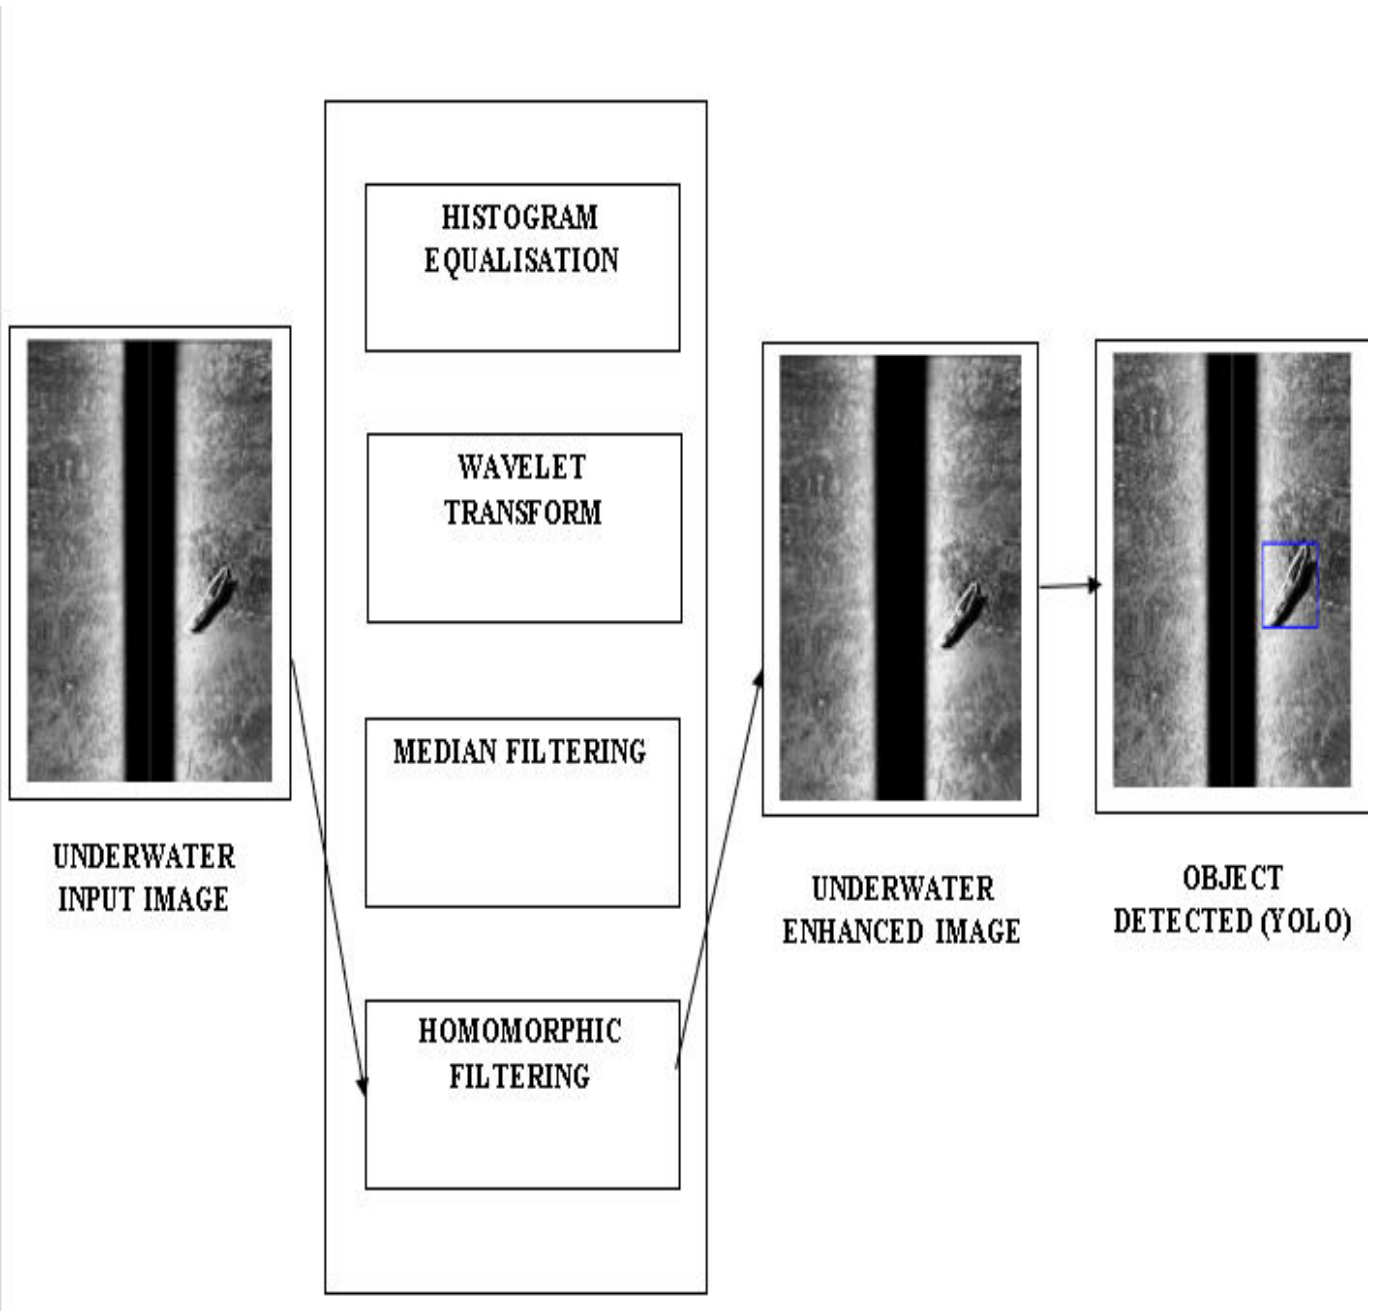 HISTOGRAM
EQUALISATION
WAVELET
TRANSFORM
MEDIAN FILTERING
HOMOMORPHIC
FILTERING
UNDERWATER
INPUT IMAGE
UNDERWATER
ENHANCED IMAGE
OBJECT
DETECTED (YOLO)